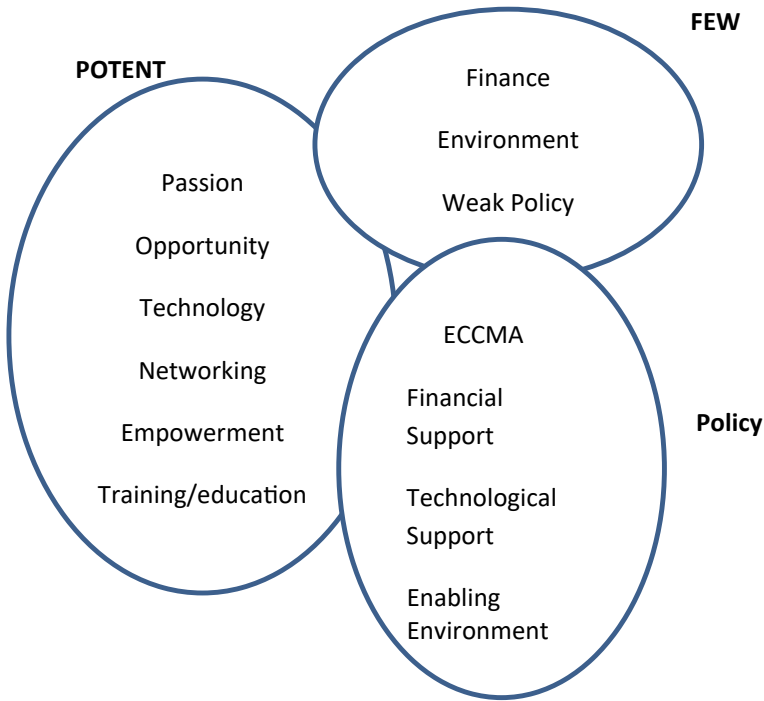 POTENT
Passion
Opportunity
Technology
Networking
Empowerment
Training/education
FEW
Finance
Environment
Weak Policy
Policy
ECCMA
Financial
Support
Technological
Support
Enabling
Environment